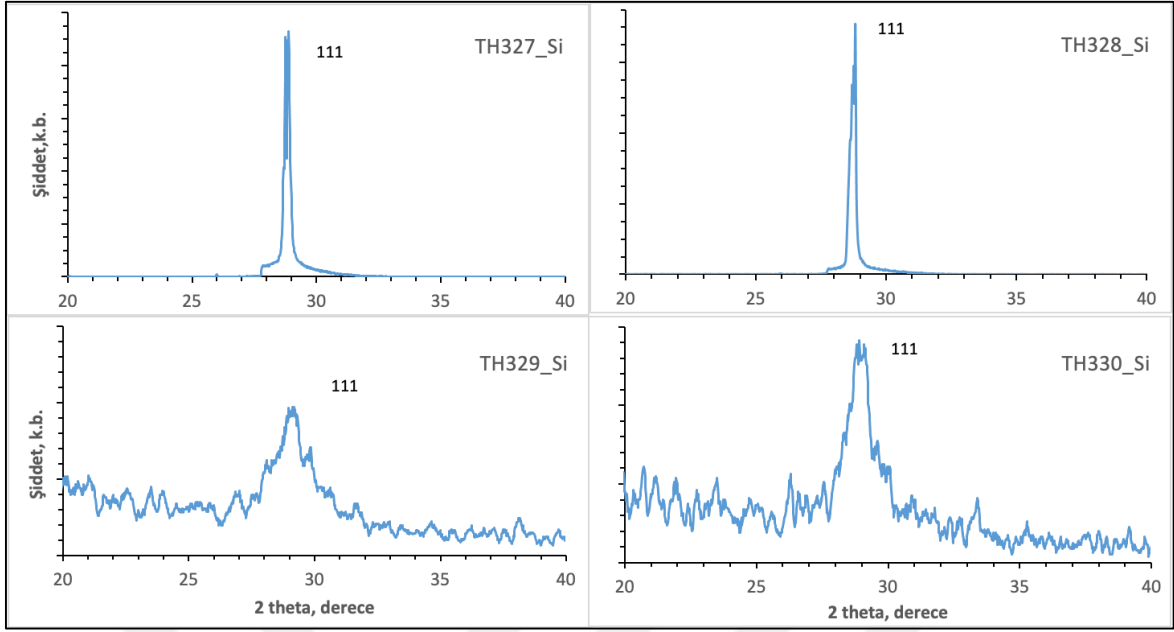 111
TH327_Si
Şiddet,k.b.
20 25 30 35 40
111
TH328_Si
20 25 30 35 40
111
TH329_Si
Şiddet, k.b.
20 25 30 35 40
2 theta, derece
111
TH330_Si
20 25 30 35 40
2 theta, derece